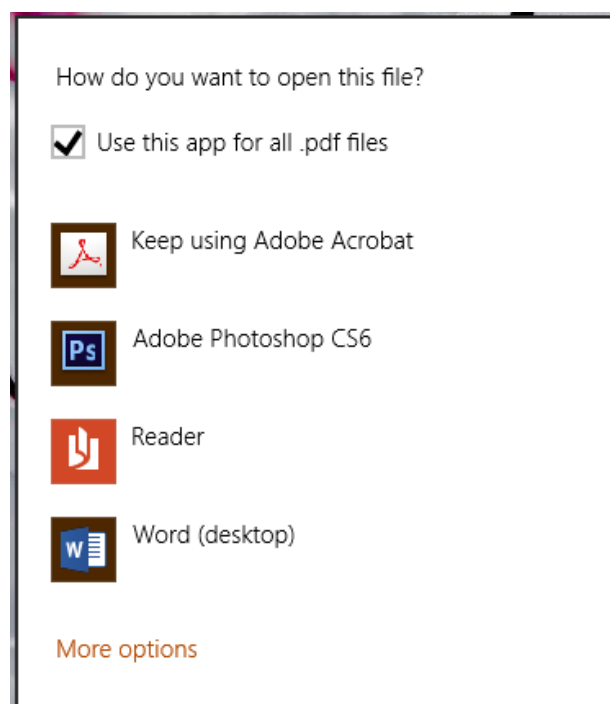 How do you want to open this file?
Use this app for all .pdf files
Keep using Adobe Acrobat
Ps
Adobe Photoshop CS6
Reader
W
Word (desktop)
More options